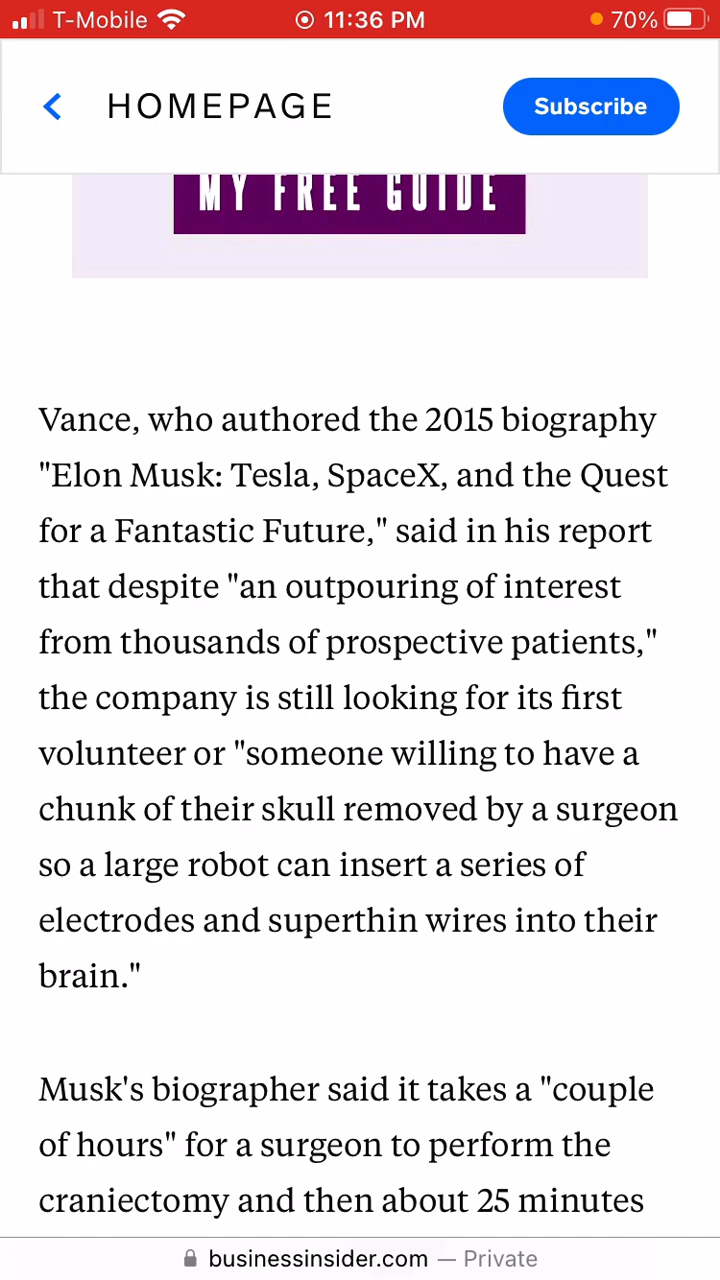 T-Mobile 11:36 PM 70%
HOMEPAGE Subscribe
MY FREE GUIDE
Vance, who authored the 2015 biography
"Elon Musk: Tesla, SpaceX, and the Quest
for a Fantastic Future," said in his report
that despite "an outpouring of interest
from thousands of prospective patients,"
the company is still looking for its first
volunteer or "someone willing to have a
chunk of their skull removed by a surgeon
so a large robot can insert a series of
electrodes and superthin wires into their
brain."
Musk's biographer said it takes a "couple
of hours" for a surgeon to perform the
craniectomy and then about 25 minutes
businessinsider.com — Private